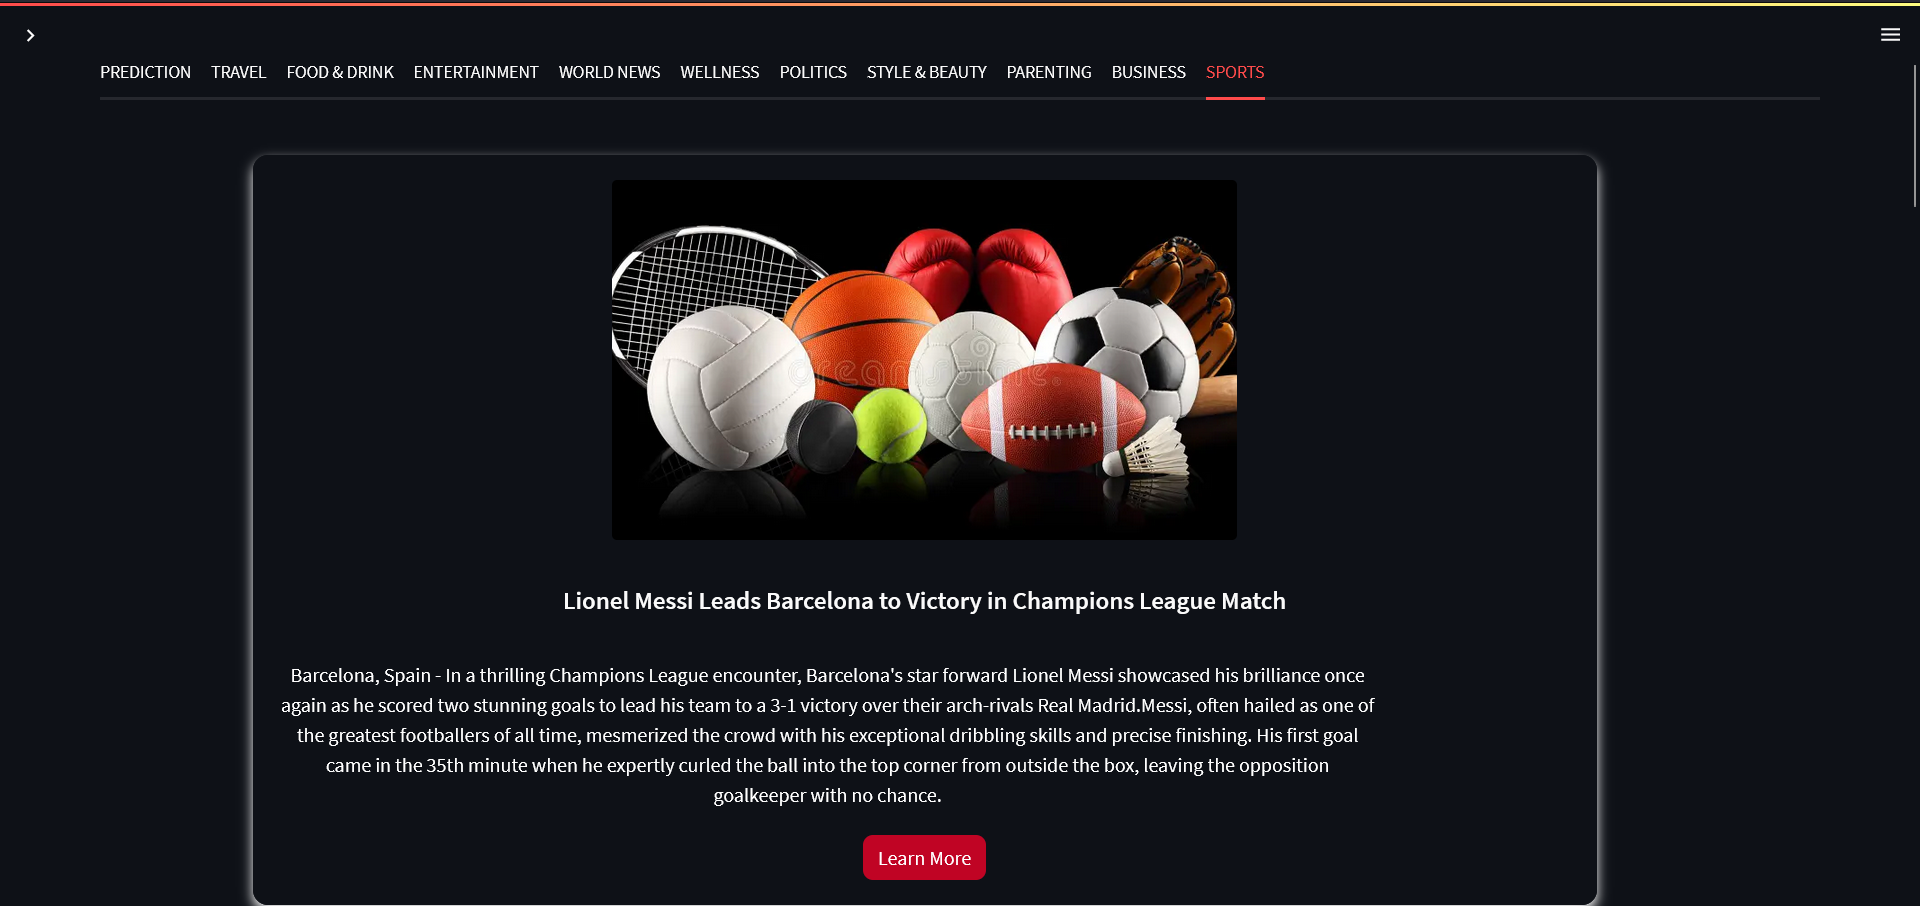 PREDICTION TRAVEL FOOD & DRINK ENTERTAINMENT WORLD NEWS WELLNESS POLITICS STYLE & BEAUTY PARENTING BUSINESS SPORTS
dreamstime
Lionel Messi Leads Barcelona to Victory in Champions League Match
Barcelona, Spain - In a thrilling Champions League encounter, Barcelona's star forward Lionel Messi showcased his brilliance once
again as he scored two stunning goals to lead his team to a 3-1 victory over their arch-rivals Real Madrid.Messi, often hailed as one of
the greatest footballers of all time, mesmerized the crowd with his exceptional dribbling skills and precise finishing. His first goal
came in the 35th minute when he expertly curled the ball into the top corner from outside the box, leaving the opposition
goalkeeper with no chance.
Learn More